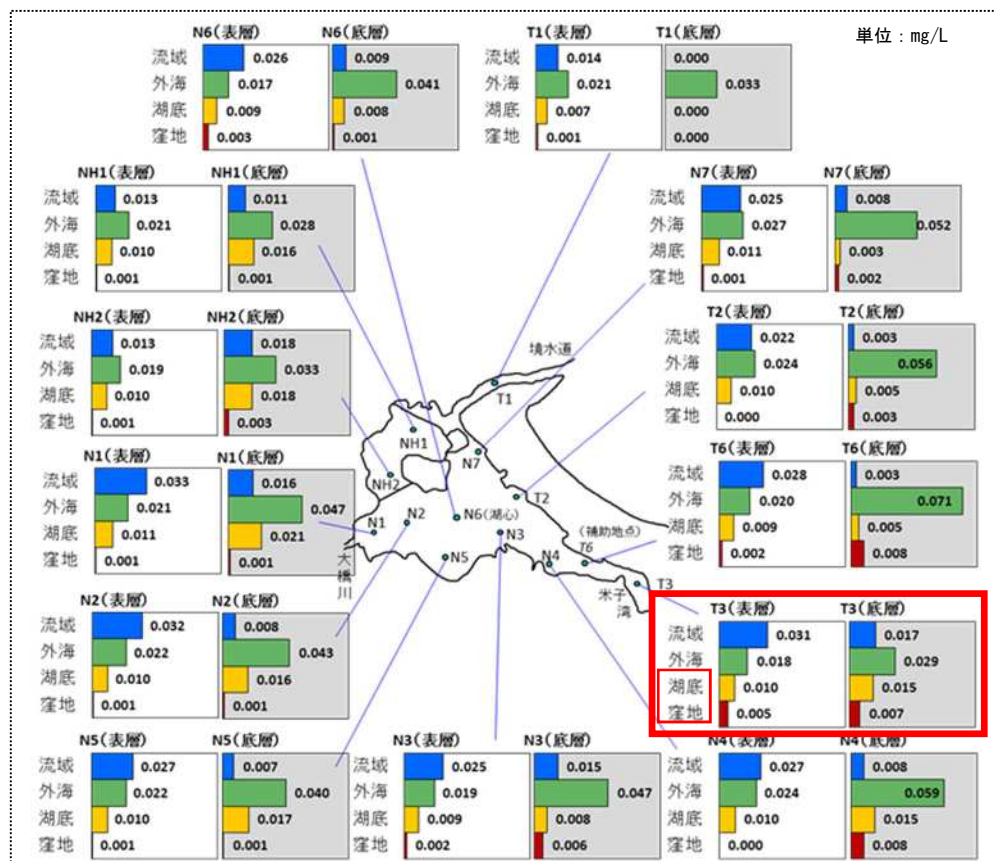 単位：mg/L
N6(表層) N6(底層)
流域 0.026 0.009
外海 0.017 0.041
湖底 0.009 0.008
窪地 0.003 0.001
T1(表層) T1(底層)
流域 0.014 0.000
外海 0.021 0.033
湖底 0.007 0.000
窪地 0.001 0.000
NH1(表層) NH1(底層)
流域 0.013 0.011
外海 0.021 0.028
湖底 0.010 0.016
窪地 0.001 0.001
N7(表層) N7(底層)
流域 0.025 0.008
外海 0.027 0.052
湖底 0.011 0.003
窪地 0.001 0.002
NH2(表層) NH2(底層)
流域 0.013 0.018
外海 0.019 0.033
湖底 0.010 0.018
窪地 0.001 0.003
T2(表層) T2(底層)
流域 0.022 0.003
外海 0.024 0.056
湖底 0.010 0.005
窪地 0.000 0.003
N1(表層) N1(底層)
流域 0.033 0.016
外海 0.021 0.047
湖底 0.011 0.021
窪地 0.001 0.001
T6(表層) T6(底層)
流域 0.028 0.003
外海 0.020 0.071
湖底 0.009 0.005
窪地 0.002 0.008
境水道
T1
NH1
N7
NH2
T2
N1
N2
N6(湖心)
N3
(補助地点)
T6
N5
N4
T3
大橋川
米子湾
N2(表層) N2(底層)
流域 0.032 0.008
外海 0.022 0.043
湖底 0.010 0.016
窪地 0.001 0.001
T3(表層) T3(底層)
流域 0.031 0.017
外海 0.018 0.029
湖底 0.010 0.015
窪地 0.005 0.007
N5(表層) N5(底層)
流域 0.027 0.007
外海 0.022 0.040
湖底 0.010 0.017
窪地 0.001 0.001
N3(表層) N3(底層)
流域 0.025 0.015
外海 0.019 0.047
湖底 0.009 0.008
窪地 0.002 0.006
N4(表層) N4(底層)
流域 0.027 0.008
外海 0.024 0.059
湖底 0.010 0.015
窪地 0.000 0.008